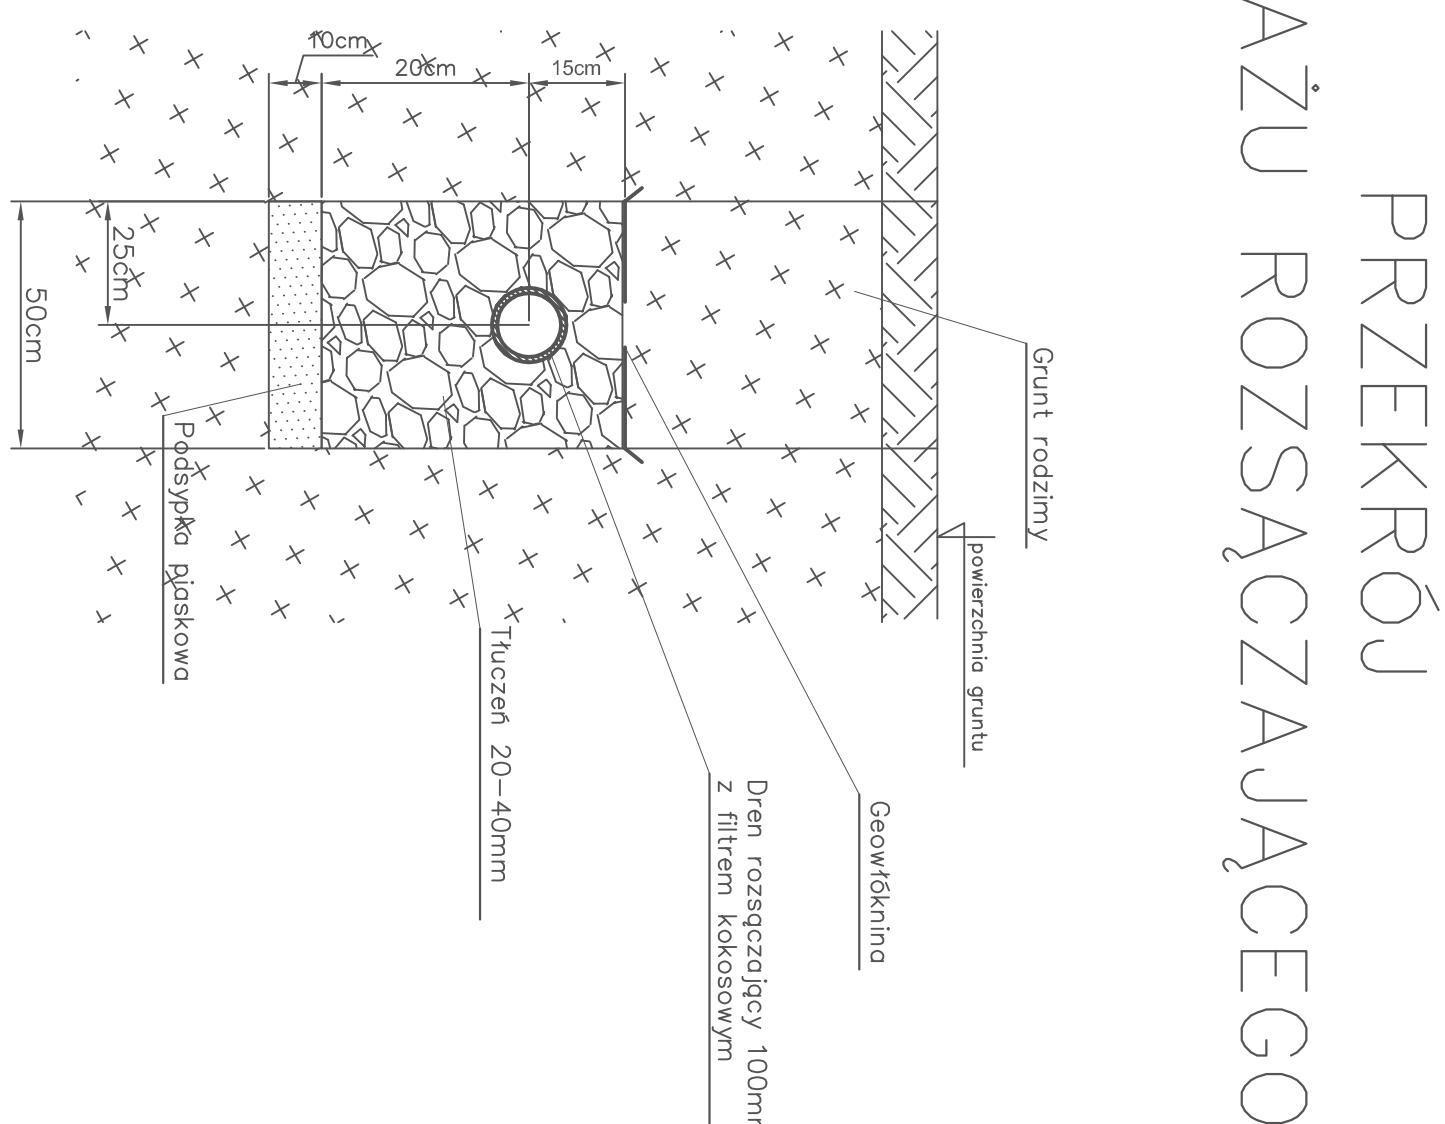 PRZEKRÓJ
AŻU ROZSĄCZAJĄCEGO
Grunt rodzimy
powierzchnia gruntu
Geowłóknina
Dren rozsączający 100mm
z filtrem kokosowym
Tłuczeń 20-40mm
Podsypka piaskowa
10cm
20cm
15cm
25cm
50cm